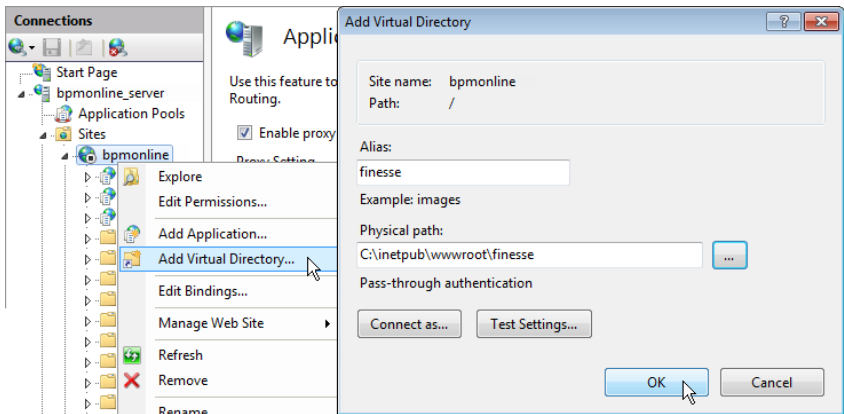 Connections
Start Page
bpmonline_server
Application Pools
Sites
bpmonline
Use this feature to
Routing.
Enable proxy
Explore
Edit Permissions...
Add Application...
Add Virtual Directory...
Edit Bindings...
Manage Web Site
Refresh
Remove
Rename
Add Virtual Directory
Site name: bpmonline
Path: /
Alias:
finesse
Example: images
Physical path:
C:\inetpub\wwwroot\finesse
...
Pass-through authentication
Connect as...
Test Settings...
OK
Cancel